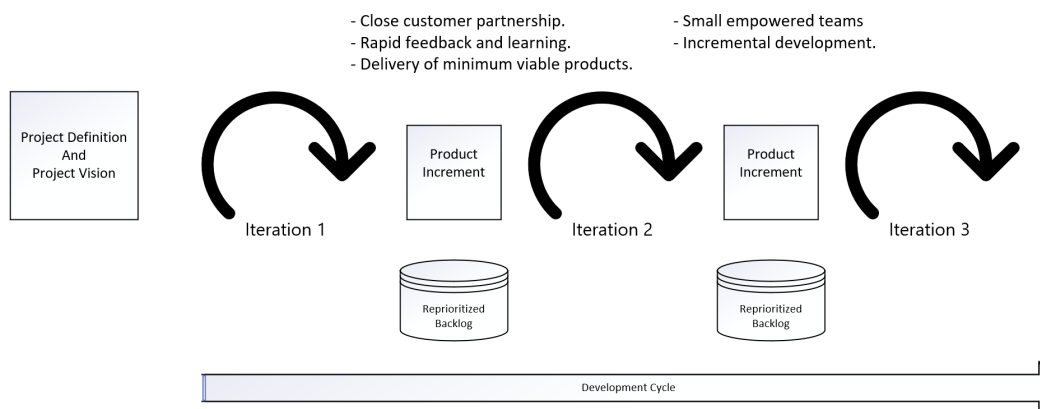 - Close customer partnership.
- Rapid feedback and learning.
- Delivery of minimum viable products.
- Small empowered teams
- Incremental development.
Project Definition
And
Project Vision
Iteration 1
Product
Increment
Iteration 2
Product
Increment
Iteration 3
Reprioritized
Backlog
Reprioritized
Backlog
Development Cycle